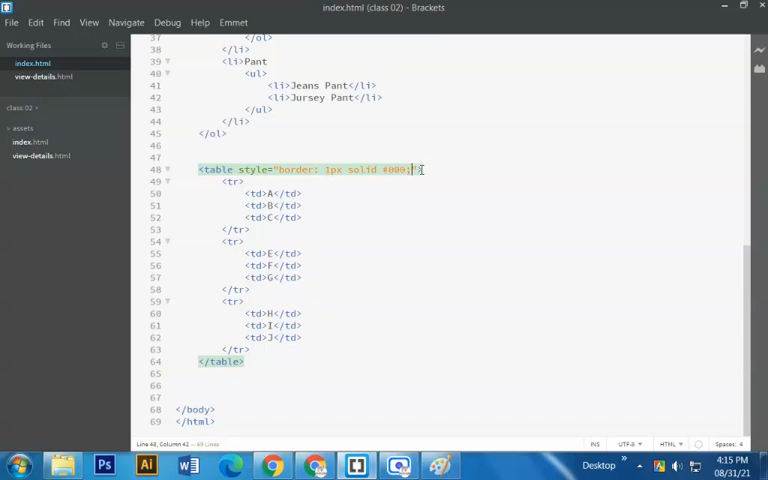 index.html (class 02) - Brackets
File Edit Find View Navigate Debug Help Emmet
Working Files
index.html
view-details.html
class 02
assets
index.html
view-details.html
37 </ol>
38 </li>
39 <li>Pant
40 <ul>
41 <li>Jeans Pant</li>
42 <li>Jursey Pant</li>
43 </ul>
44 </li>
45 </ol>
46
47
48 <table style="border: 1px solid #000;">
49 <tr>
50 <td>A</td>
51 <td>B</td>
52 <td>C</td>
53 </tr>
54 <tr>
55 <td>E</td>
56 <td>F</td>
57 <td>G</td>
58 </tr>
59 <tr>
60 <td>H</td>
61 <td>I</td>
62 <td>J</td>
63 </tr>
64 </table>
65
66
67
68 </body>
69 </html>
Line 48, Column 42 — 69 Lines
INS UTF-8 HTML Spaces: 4
Ps Ai W
Desktop » 4:15 PM
08/31/21